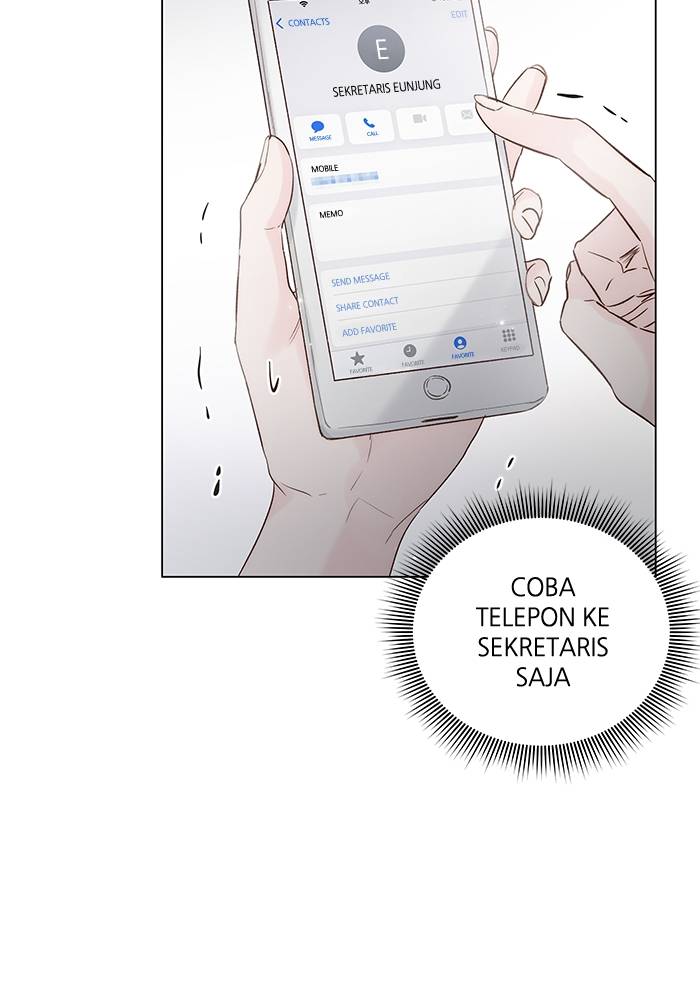 CONTACTS
EDIT
E
SEKRETARIS EUNJUNG
MESSAGE
CALL
MOBILE
MEMO
SEND MESSAGE
SHARE CONTACT
ADD FAVORITE
FAVORITE FAVORITE FAVORITE KEYPAD
COBA
TELEPON KE
SEKRETARIS
SAJA